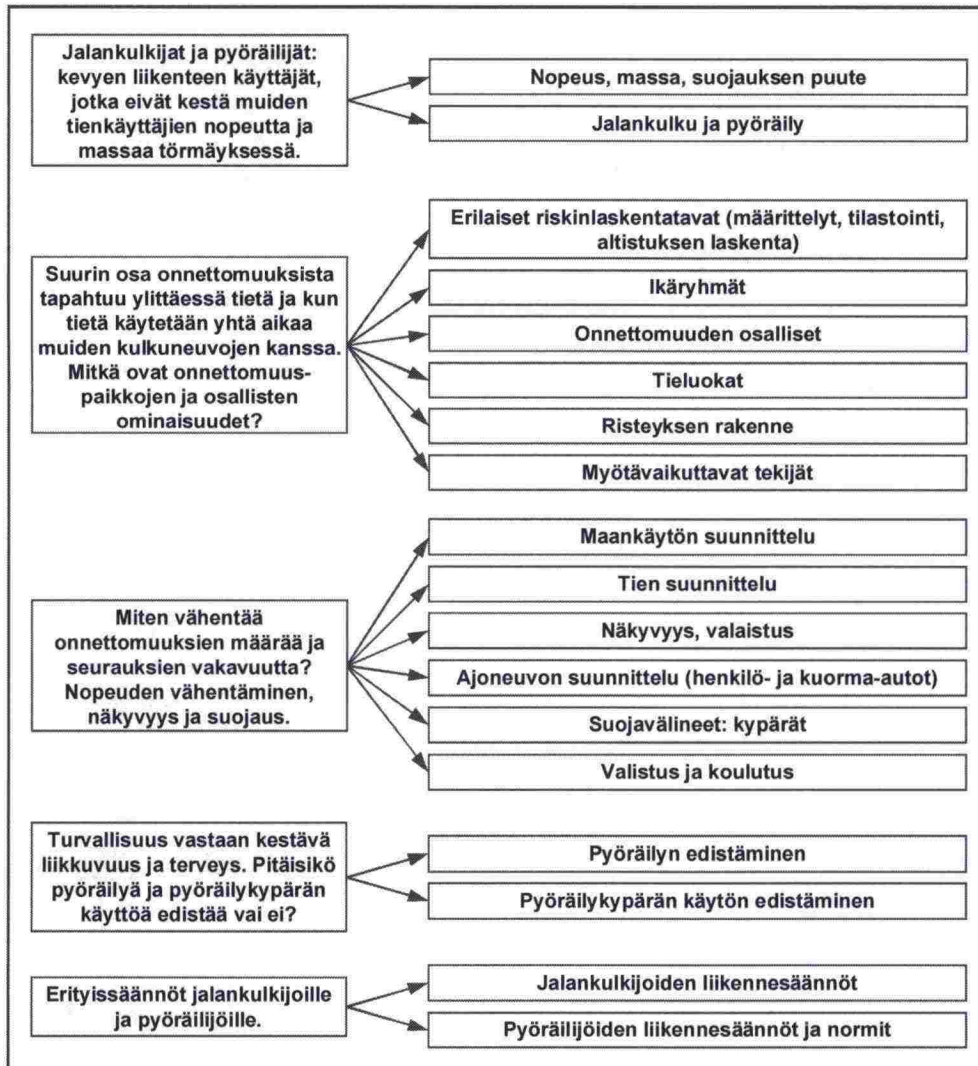 Jalankulkijat ja pyöräilijät:
kevyen liikenteen käyttäjät,
jotka eivät kestä muiden
tienkäyttäjien nopeutta ja
massaa törmäyksessä.
Nopeus, massa, suojauksen puute
Jalankulku ja pyöräily
Suurin osa onnettomuuksista
tapahtuu ylittäessä tietä ja kun
tietä käytetään yhtä aikaa
muiden kulkuneuvojen kanssa.
Mitkä ovat onnettomuus-
paikkojen ja osallisten
ominaisuudet?
Erilaiset riskinlaskentatavat (määrittelyt, tilastointi,
altistuksen laskenta)
Ikäryhmät
Onnettomuuden osalliset
Tieluokat
Risteyksen rakenne
Myötävaikuttavat tekijät
Miten vähentää
onnettomuuksien määrää ja
seurauksien vakavuutta?
Nopeuden vähentäminen,
näkyvyys ja suojaus.
Maankäytön suunnittelu
Tien suunnittelu
Näkyvyys, valaistus
Ajoneuvon suunnittelu (henkilö- ja kuorma-autot)
Suojavälineet: kypärät
Valistus ja koulutus
Turvallisuus vastaan kestävä
liikkuvuus ja terveys. Pitäisikö
pyöräilyä ja pyöräilykypärän
käyttöä edistää vai ei?
Pyöräilyn edistäminen
Pyöräilykypärän käytön edistäminen
Erityissäännöt jalankulkijoille
ja pyöräilijöille.
Jalankulkijoiden liikennesäännöt
Pyöräilijöiden liikennesäännöt ja normit